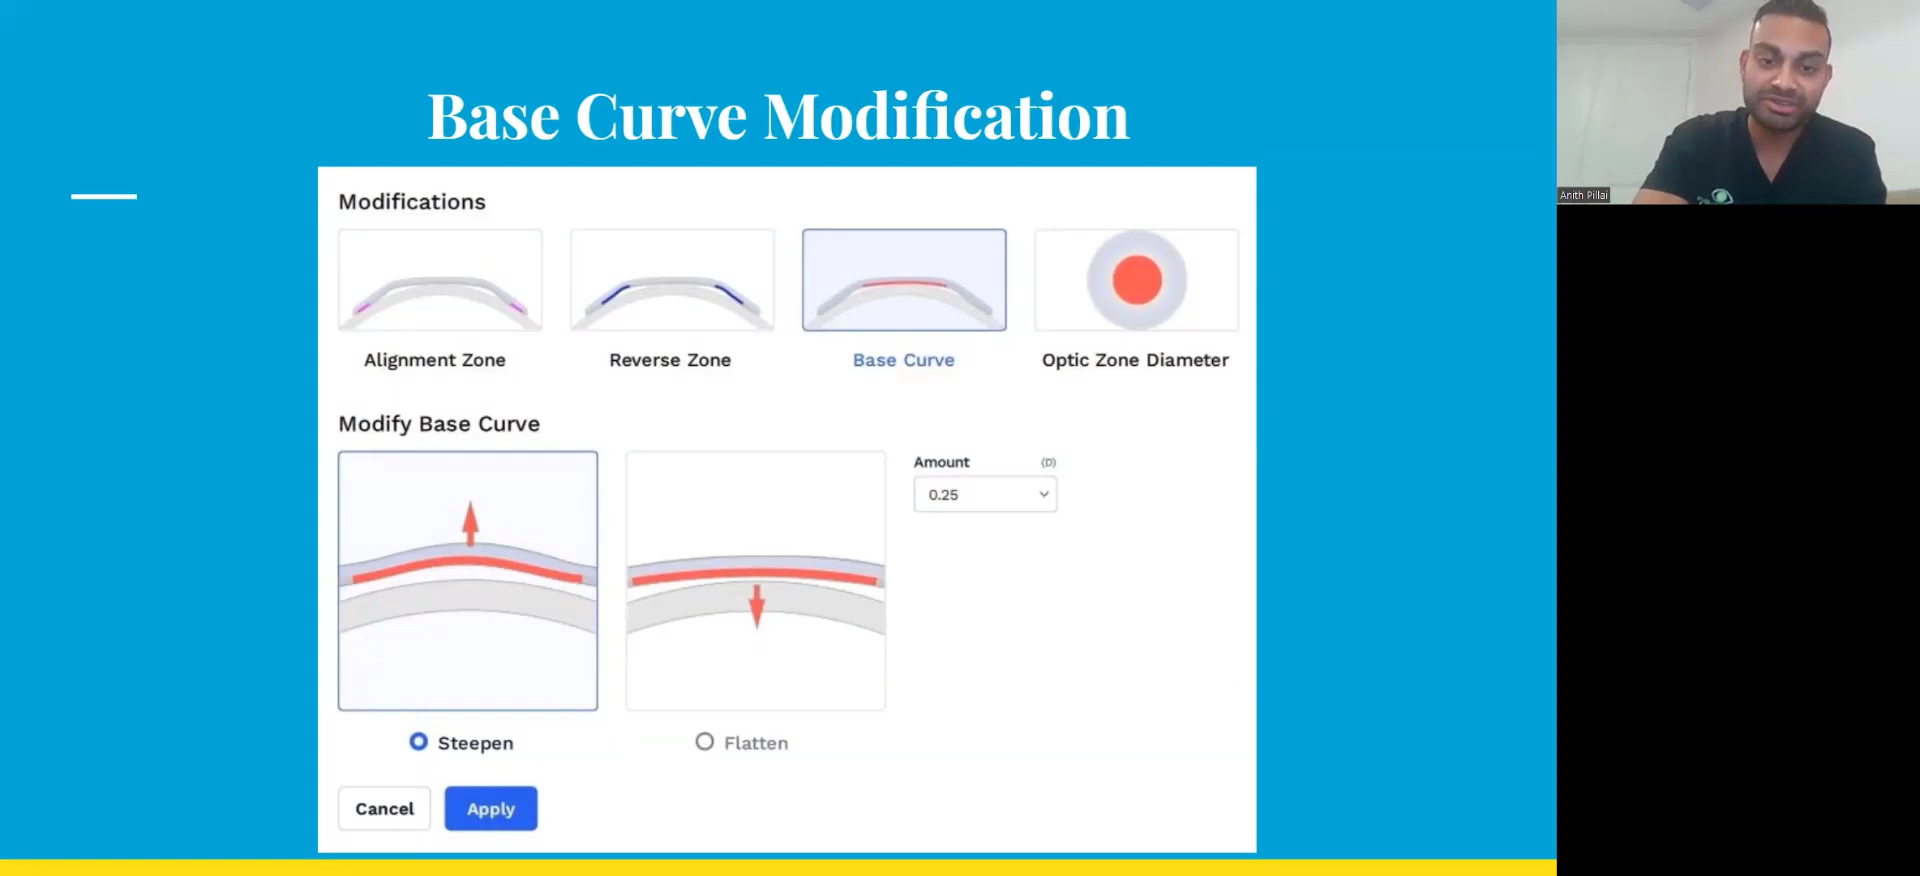 Base Curve Modification
Modifications
Alignment Zone
Reverse Zone
Base Curve
Optic Zone Diameter
Modify Base Curve
Amount (D)
0.25
Steepen
Flatten
Cancel
Apply
Anith Pillai